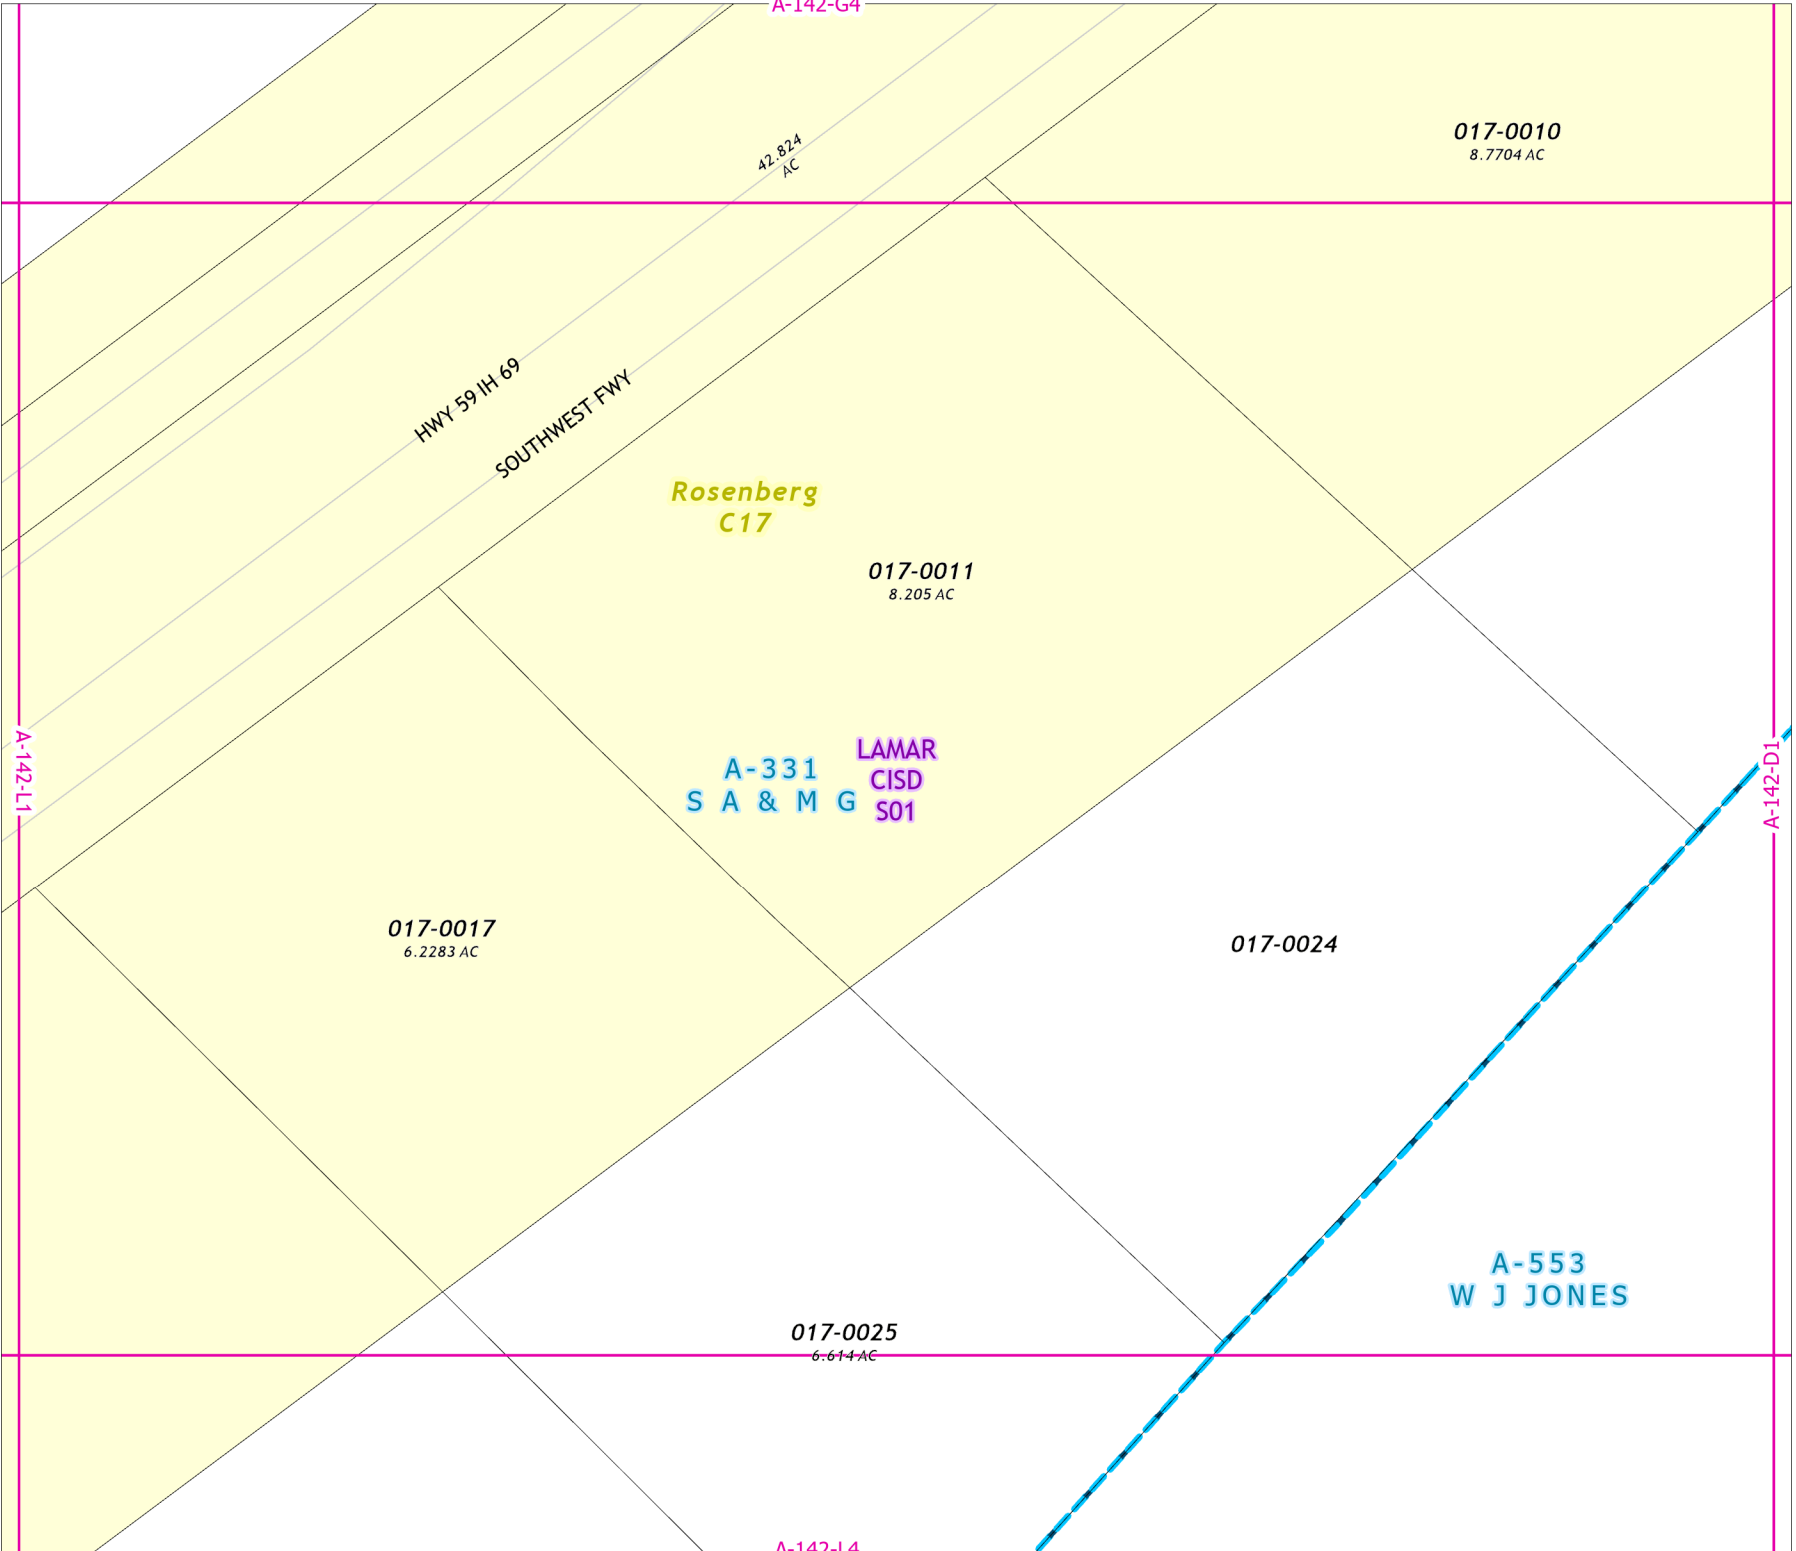 A-142-G4
017-0010
8.7704 AC
42.824
AC
HWY 59 IH 69
SOUTHWEST FWY
Rosenberg
C17
017-0011
8.205 AC
A-142-L1
A-331
S A & M G
LAMAR
CISD
S01
A-142-D1
017-0017
6.2283 AC
017-0024
A-553
W J JONES
017-0025
6.614 AC
A-142-L4